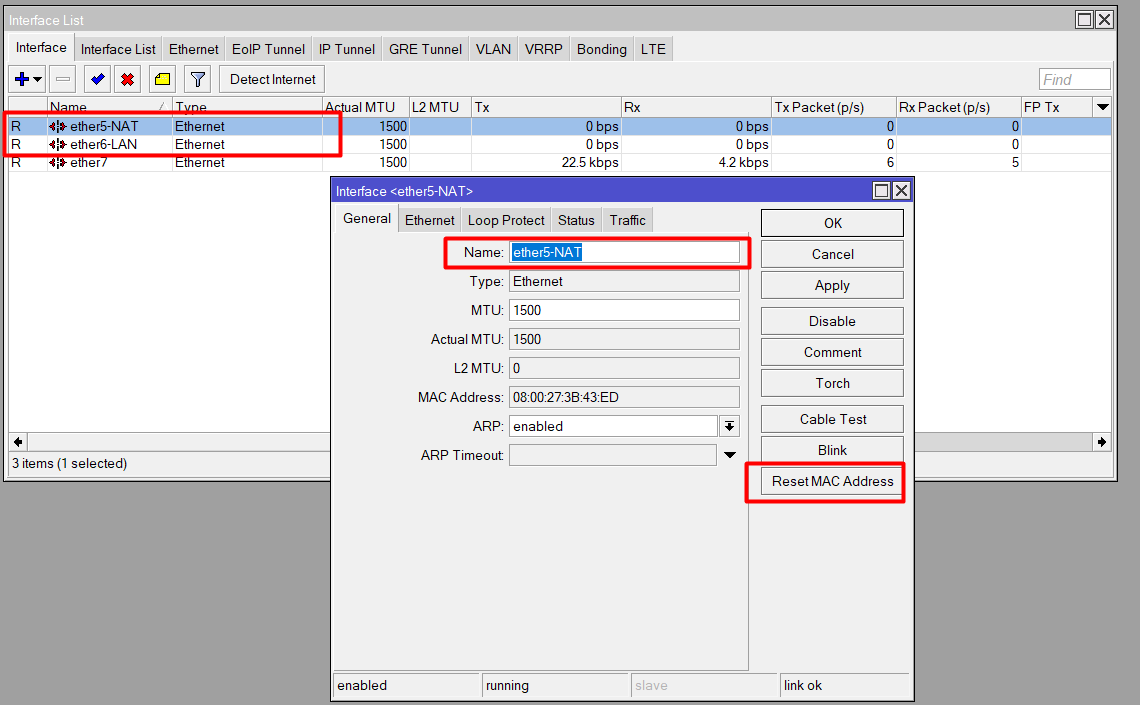 Interface List
Interface Interface List Ethernet EoIP Tunnel IP Tunnel GRE Tunnel VLAN VRRP Bonding LTE
Detect Internet Find
Name Type Actual MTU L2 MTU Tx Rx Tx Packet (p/s) Rx Packet (p/s) FP Tx
R ether5-NAT Ethernet 1500 0 bps 0 bps 0 0
R ether6-LAN Ethernet 1500 0 bps 0 bps 0 0
R ether7 Ethernet 1500 22.5 kbps 4.2 kbps 6 5
3 items (1 selected)
Interface <ether5-NAT>
General Ethernet Loop Protect Status Traffic
Name: ether5-NAT
Type: Ethernet
MTU: 1500
Actual MTU: 1500
L2 MTU: 0
MAC Address: 08:00:27:3B:43:ED
ARP: enabled
ARP Timeout:
OK
Cancel
Apply
Disable
Comment
Torch
Cable Test
Blink
Reset MAC Address
enabled running slave link ok